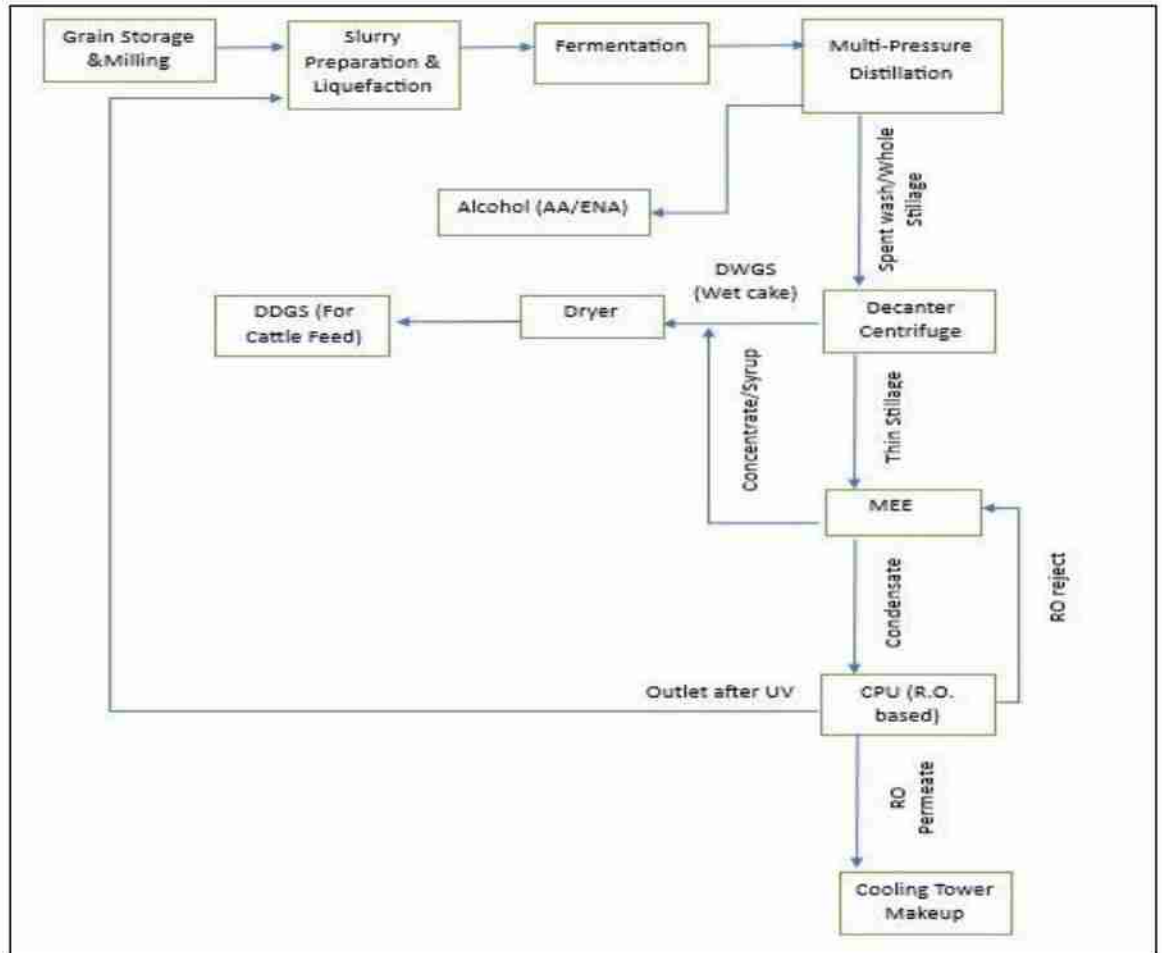 Grain Storage
&Milling
Slurry
Preparation &
Liquefaction
Fermentation
Multi-Pressure
Distillation
Spent wash/Whole
Stillage
Alcohol (AA/ENA)
DWGS
(Wet cake)
DDGS (For
Cattle Feed)
Dryer
Decanter
Centrifuge
Concentrate/Syrup
Thin Stillage
MEE
Condensate
RO reject
Outlet after UV
CPU (R.O.
based)
RO
Permeate
Cooling Tower
Makeup